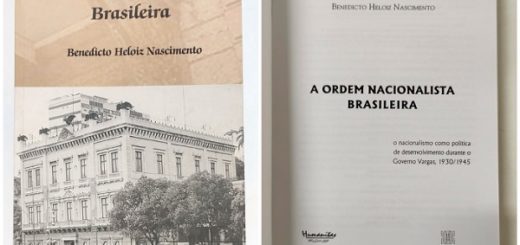 Brasileira
Benedicto Heloiz Nascimento
BENEDICTO HELOIZ NASCIMENTO
A ORDEM NACIONALISTA
BRASILEIRA
o nacionalismo como política
de desenvolvimento durante o
Governo Vargas, 1930/1945
Humanitas